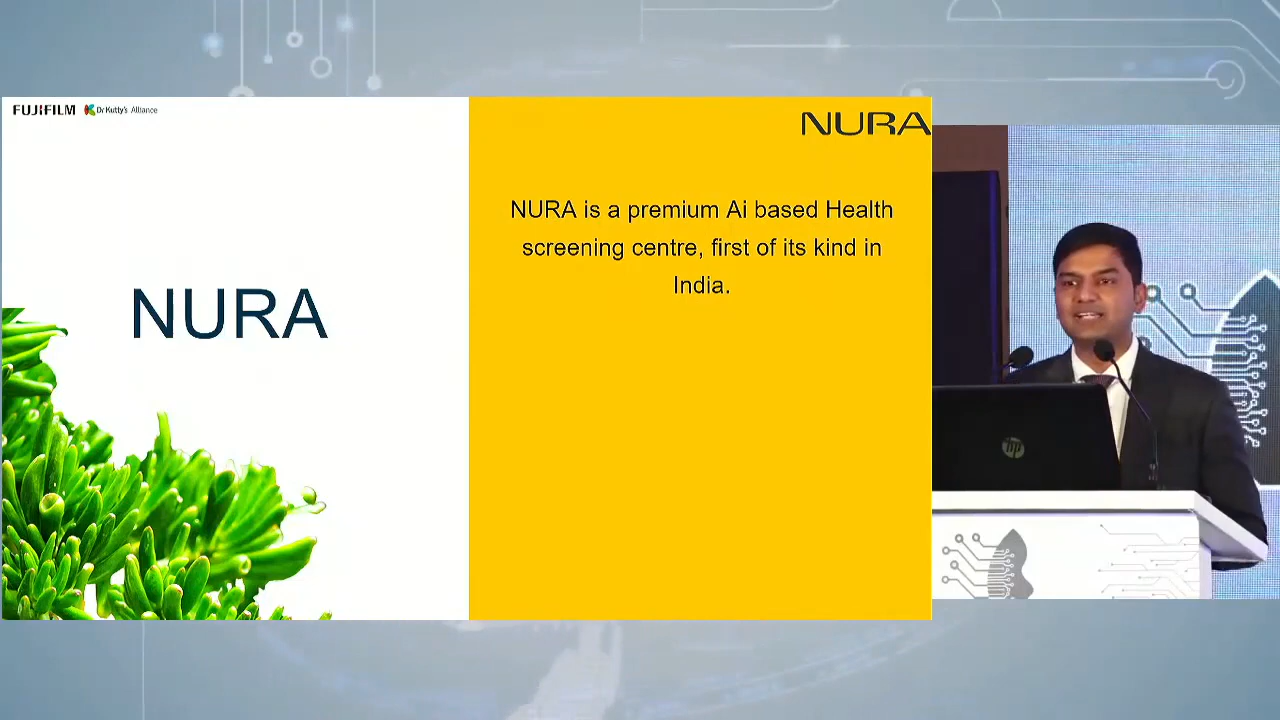 FUJIFILM Dr Kutty's Alliance
NURA
NURA
NURA is a premium Ai based Health
screening centre, first of its kind in
India.
hp